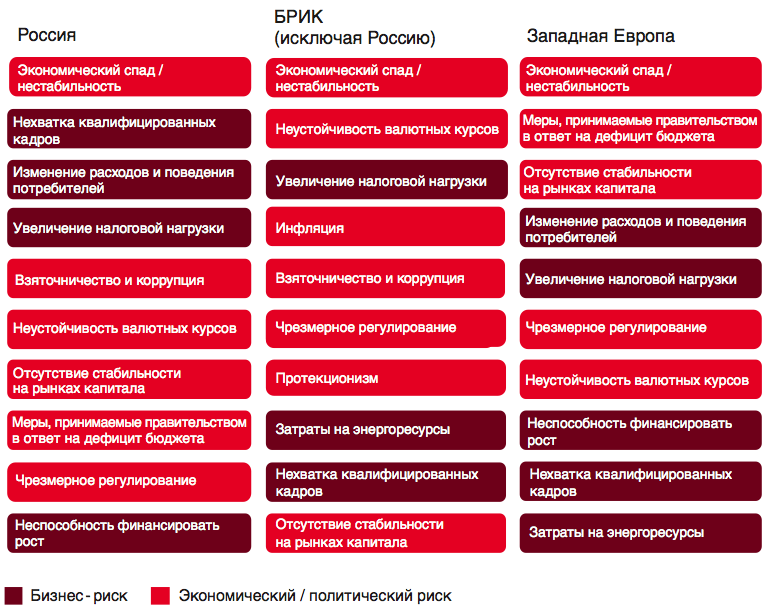 Россия
Экономический спад /
нестабильность
Нехватка квалифицированных
кадров
Изменение расходов и поведения
потребителей
Увеличение налоговой нагрузки
Взяточничество и коррупция
Неустойчивость валютных курсов
Отсутствие стабильности
на рынках капитала
Меры, принимаемые правительством
в ответ на дефицит бюджета
Чрезмерное регулирование
Неспособность финансировать
рост
БРИК
(исключая Россию)
Экономический спад /
нестабильность
Неустойчивость валютных курсов
Увеличение налоговой нагрузки
Инфляция
Взяточничество и коррупция
Чрезмерное регулирование
Протекционизм
Затраты на энергоресурсы
Нехватка квалифицированных
кадров
Отсутствие стабильности
на рынках капитала
Западная Европа
Экономический спад /
нестабильность
Меры, принимаемые правительством
в ответ на дефицит бюджета
Отсутствие стабильности
на рынках капитала
Изменение расходов и поведения
потребителей
Увеличение налоговой нагрузки
Чрезмерное регулирование
Неустойчивость валютных курсов
Неспособность финансировать
рост
Нехватка квалифицированных
кадров
Затраты на энергоресурсы
Бизнес - риск
Экономический / политический риск